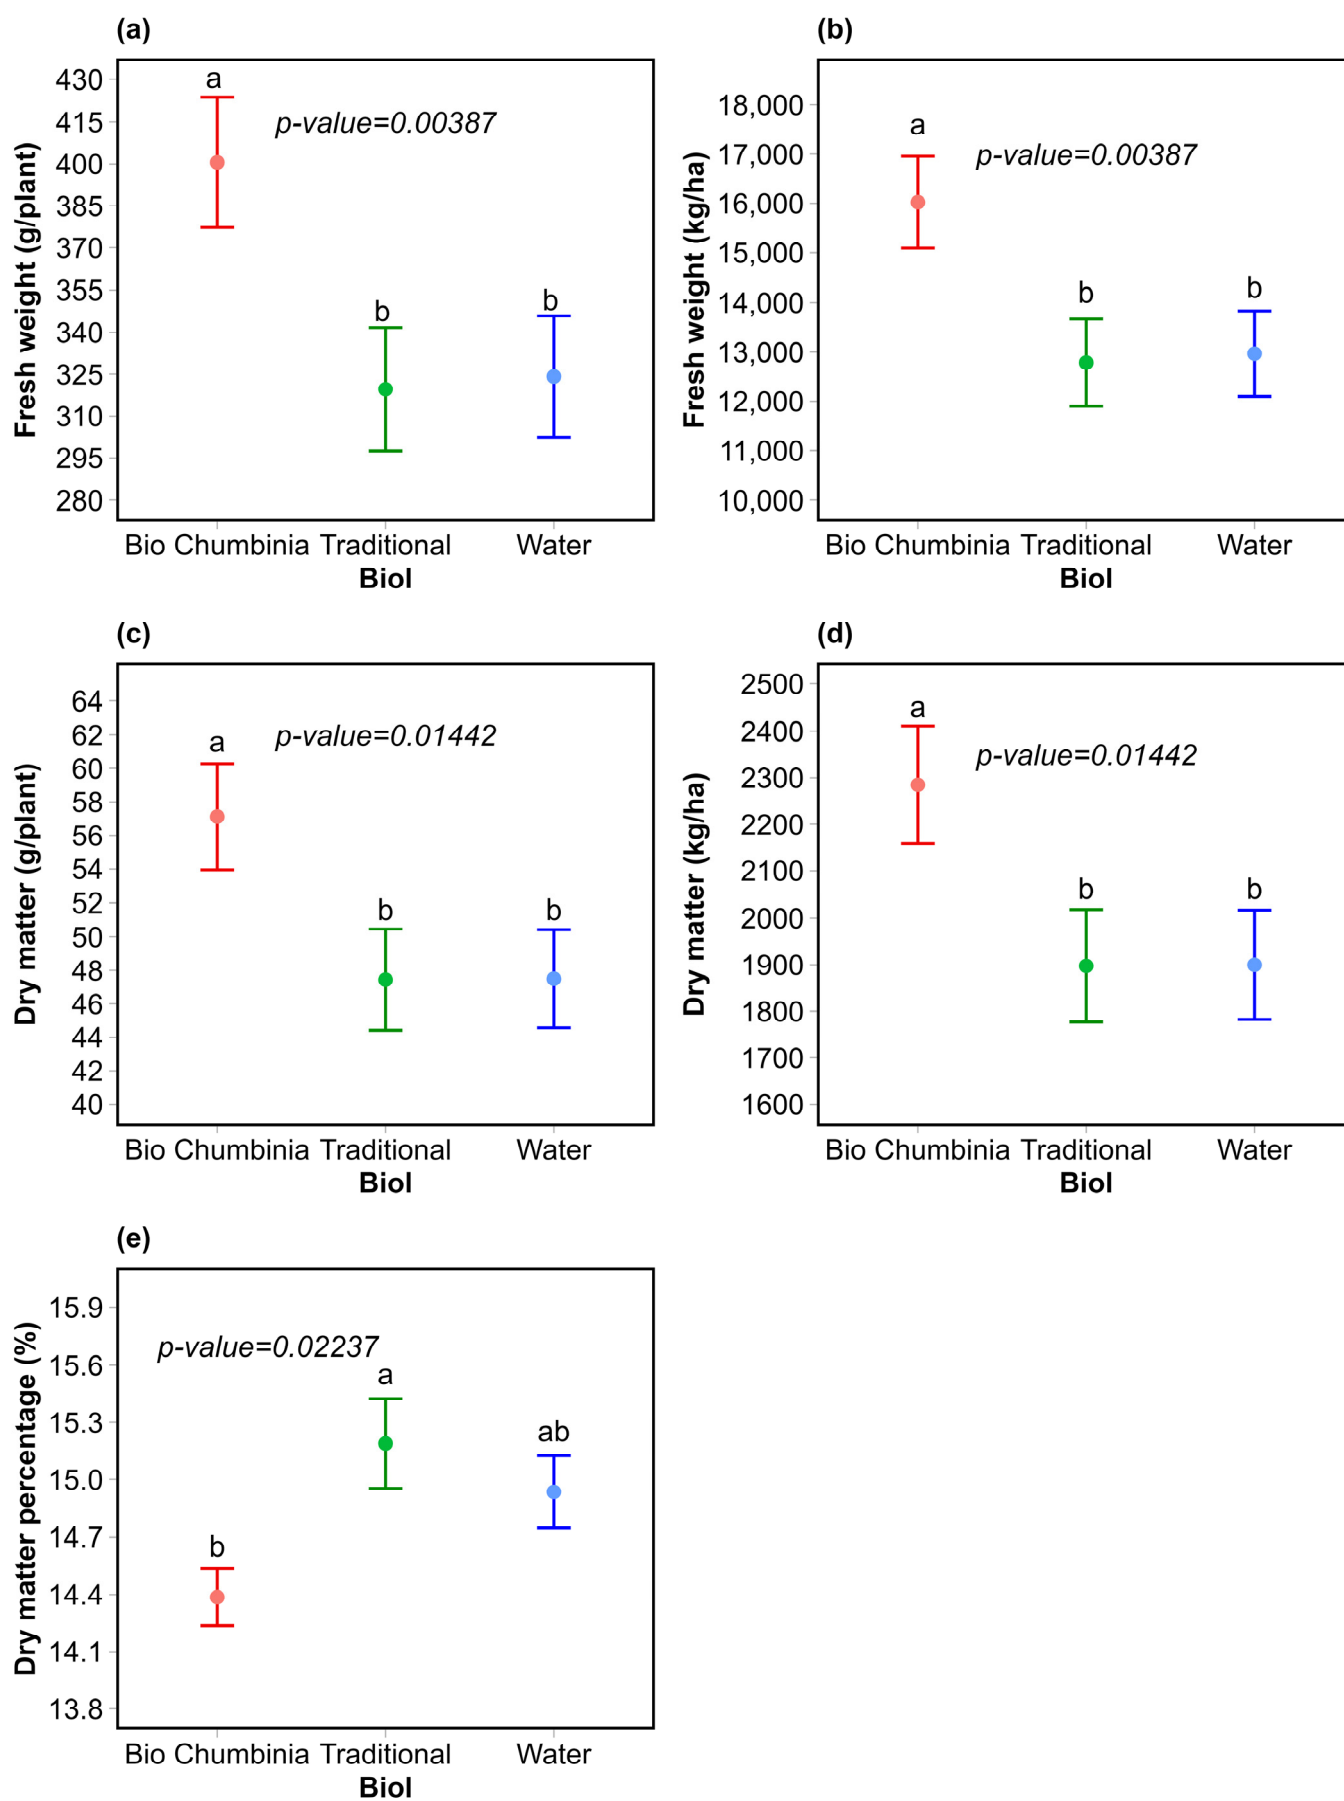 (a)
430
415
400
385
370
355
340
325
310
295
280
Fresh weight (g/plant)
a
p-value=0.00387
b
b
Bio Chumbinia Traditional Water
Biol
(b)
18,000
17,000
16,000
15,000
14,000
13,000
12,000
11,000
10,000
Fresh weight (kg/ha)
a
p-value=0.00387
b
b
Bio Chumbinia Traditional Water
Biol
(c)
64
62
60
58
56
54
52
50
48
46
44
42
40
Dry matter (g/plant)
a
p-value=0.01442
b
b
Bio Chumbinia Traditional Water
Biol
(d)
2500
2400
2300
2200
2100
2000
1900
1800
1700
1600
Dry matter (kg/ha)
a
p-value=0.01442
b
b
Bio Chumbinia Traditional Water
Biol
(e)
15.9
15.6
15.3
15.0
14.7
14.4
14.1
13.8
Dry matter percentage (%)
p-value=0.02237
a
ab
b
Bio Chumbinia Traditional Water
Biol